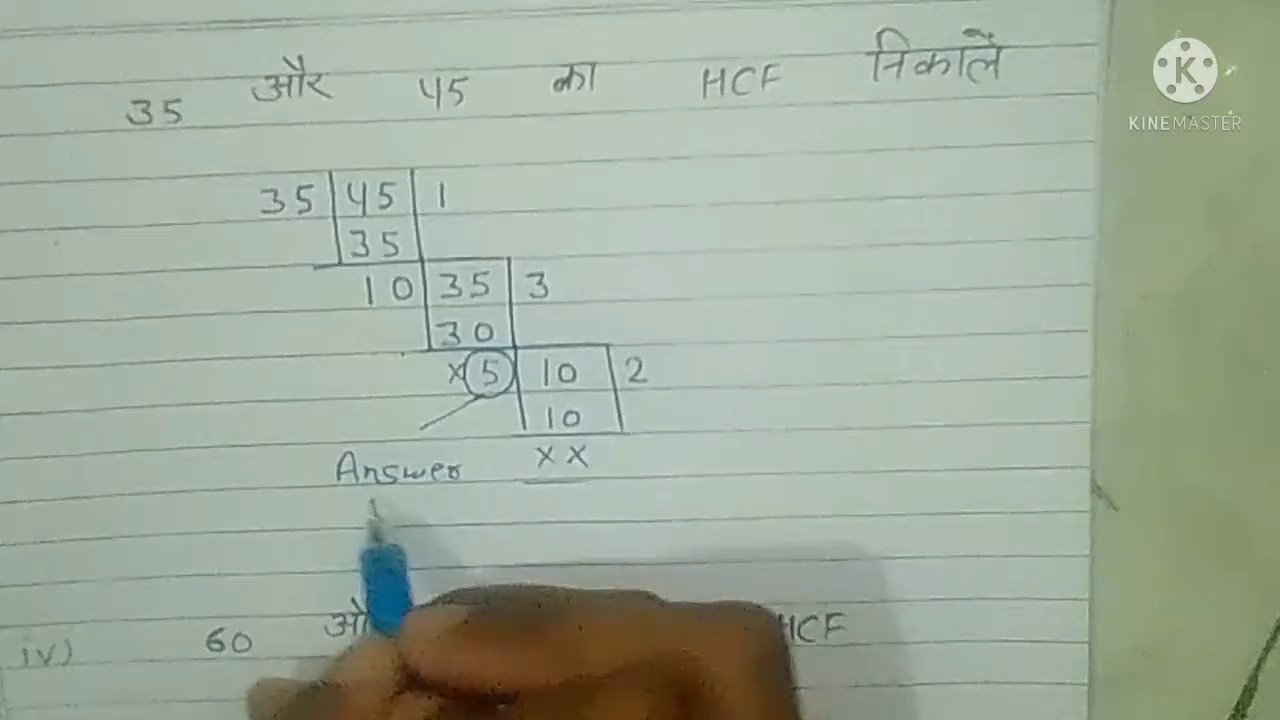 35 और 45 का HCF निकालें
KINEMASTER
35 45 1
35
10 35 3
30
x 5 10 2
10
x x
Answer
iv) 60 HCF